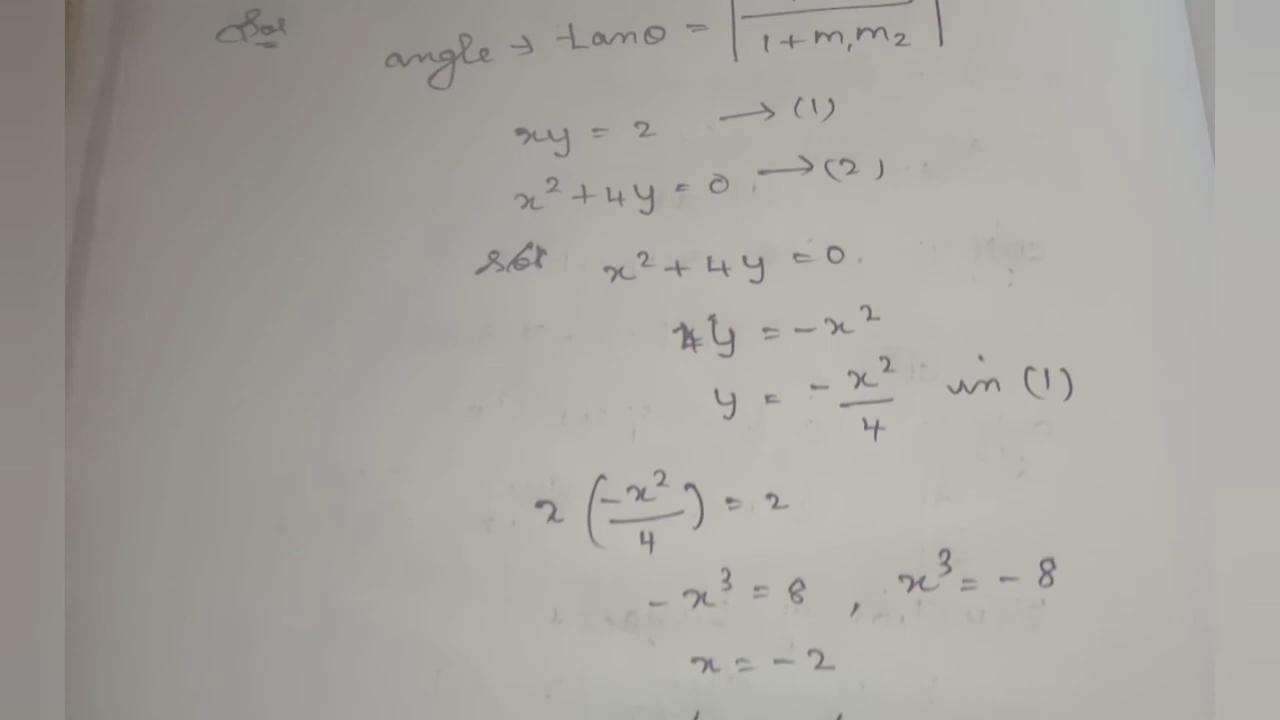 Sol
angle → tanθ = | / 1+m₁m₂ |
xy = 2 → (1)
x² + 4y = 0 → (2)
x² + 4y = 0.
4y = -x²
y = -x²/4 in (1)
x (-x²/4) = 2
-x³ = 8 , x³ = -8
x = -2